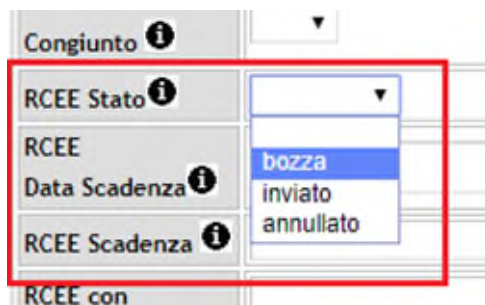 Congiunto
RCEE Stato
bozza
inviato
annullato
RCEE
Data Scadenza
RCEE Scadenza
RCEE con